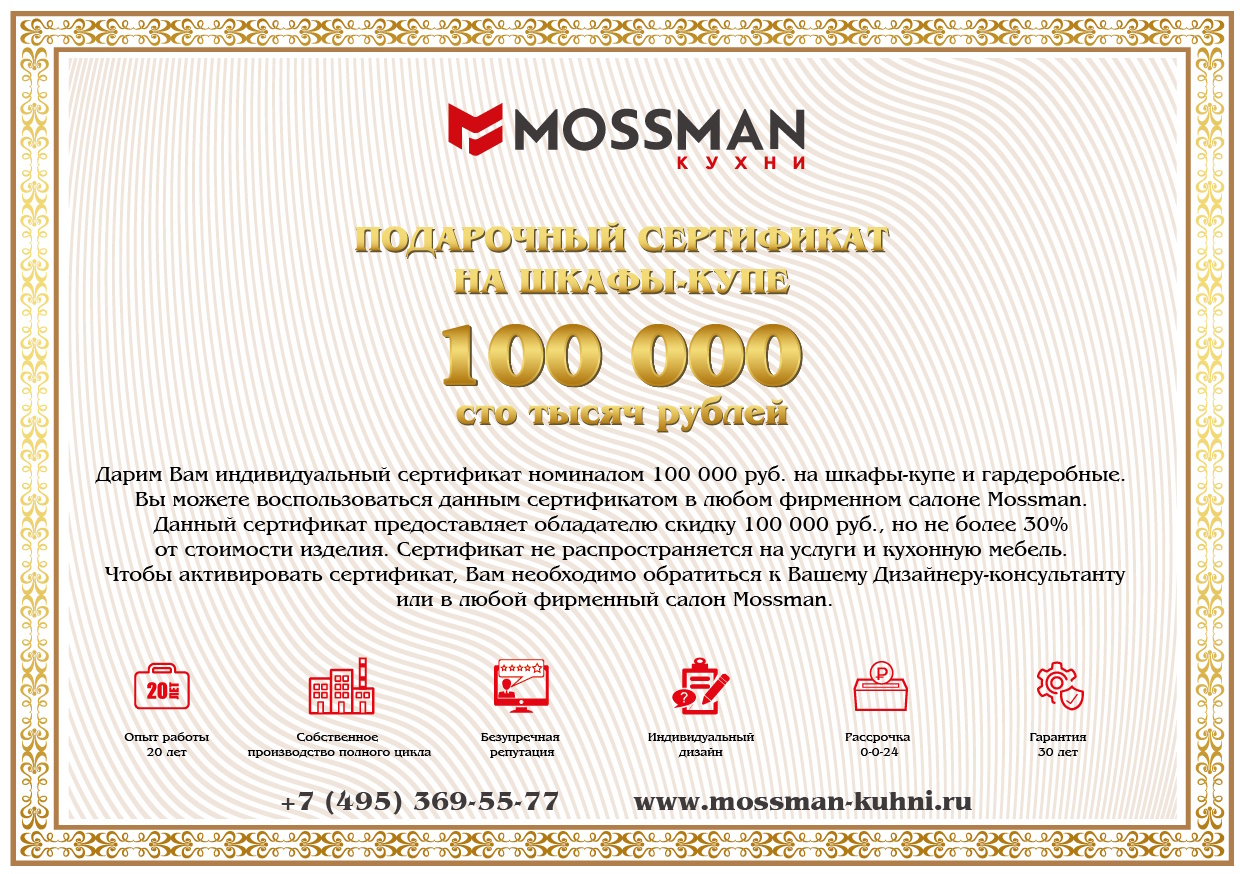 MOSSMAN
КУХНИ
ПОДАРОЧНЫЙ СЕРТИФИКАТ
НА ШКАФЫ-КУПЕ
100 000
сто тысяч рублей
Дарим Вам индивидуальный сертификат номиналом 100 000 руб. на шкафы-купе и гардеробные.
Вы можете воспользоваться данным сертификатом в любом фирменном салоне Mossman.
Данный сертификат предоставляет обладателю скидку 100 000 руб., но не более 30%
от стоимости изделия. Сертификат не распространяется на услуги и кухонную мебель.
Чтобы активировать сертификат, Вам необходимо обратиться к Вашему Дизайнеру-консультанту
или в любой фирменный салон Mossman.
20 ЛЕТ
?
₽
Опыт работы
20 лет
Собственное
производство полного цикла
Безупречная
репутация
Индивидуальный
дизайн
Рассрочка
0-0-24
Гарантия
30 лет
+7 (495) 369-55-77
www.mossman-kuhni.ru